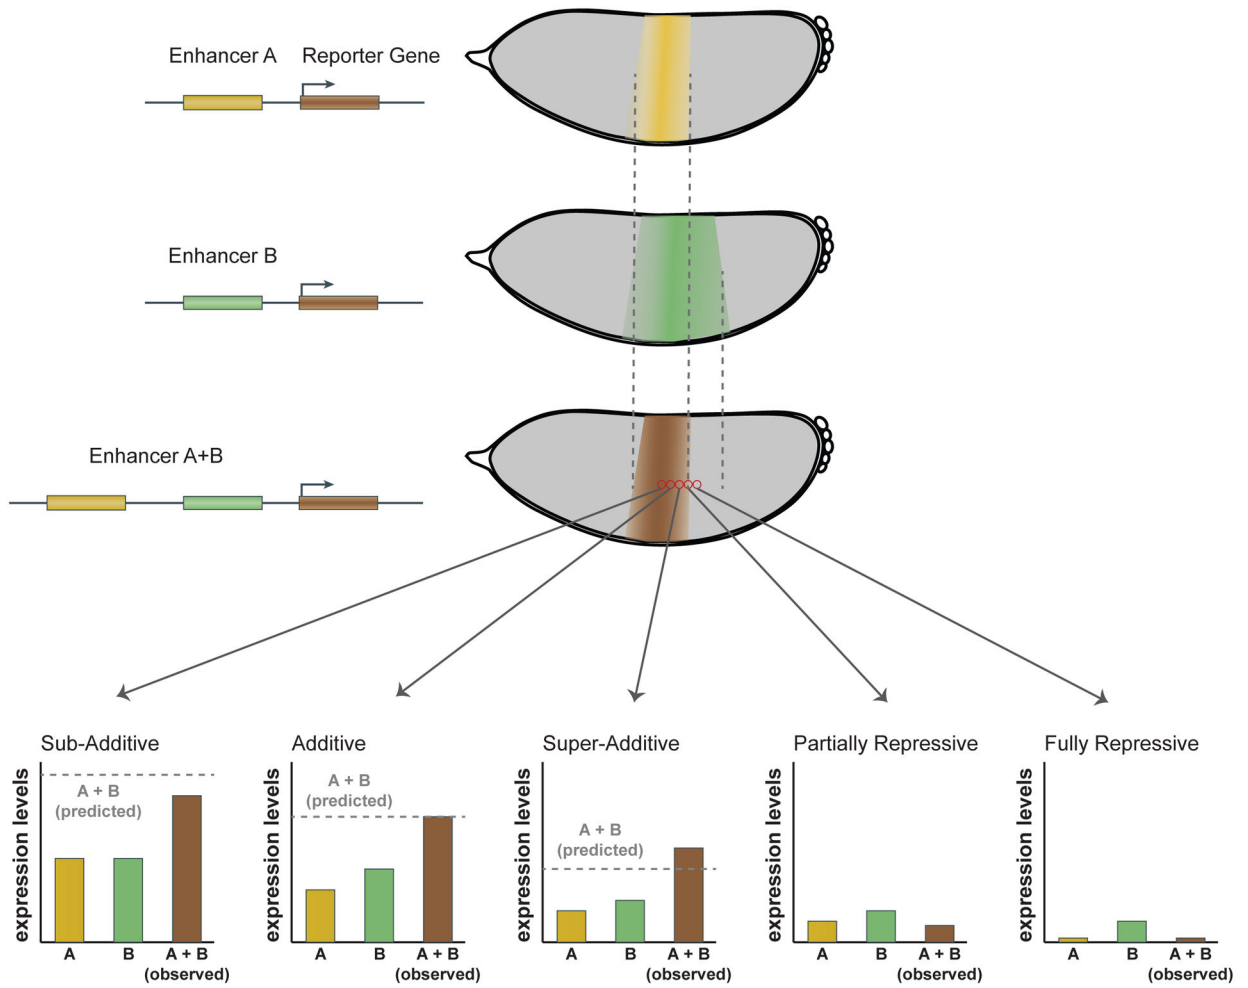 Enhancer A
Reporter Gene
Enhancer B
Enhancer A+B
Sub-Additive
expression levels
A + B
(predicted)
A
B
A + B
(observed)
Additive
expression levels
A + B
(predicted)
A
B
A + B
(observed)
Super-Additive
expression levels
A + B
(predicted)
A
B
A + B
(observed)
Partially Repressive
expression levels
A
B
A + B
(observed)
Fully Repressive
expression levels
A
B
A + B
(observed)